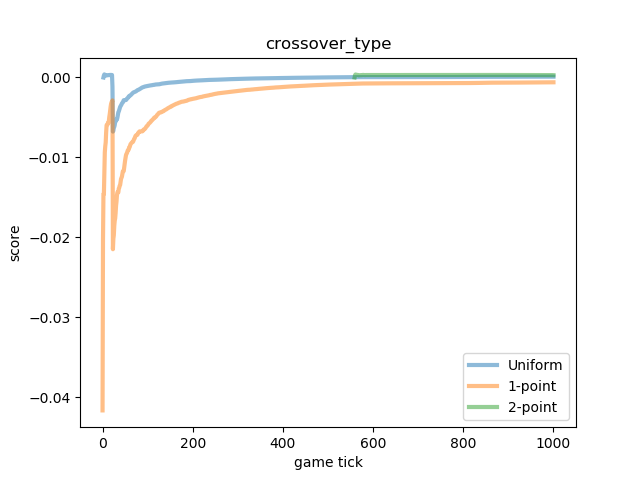 crossover_type
0.00
−0.01
−0.02
−0.03
−0.04
score
0 200 400 600 800 1000
game tick
Uniform
1-point
2-point